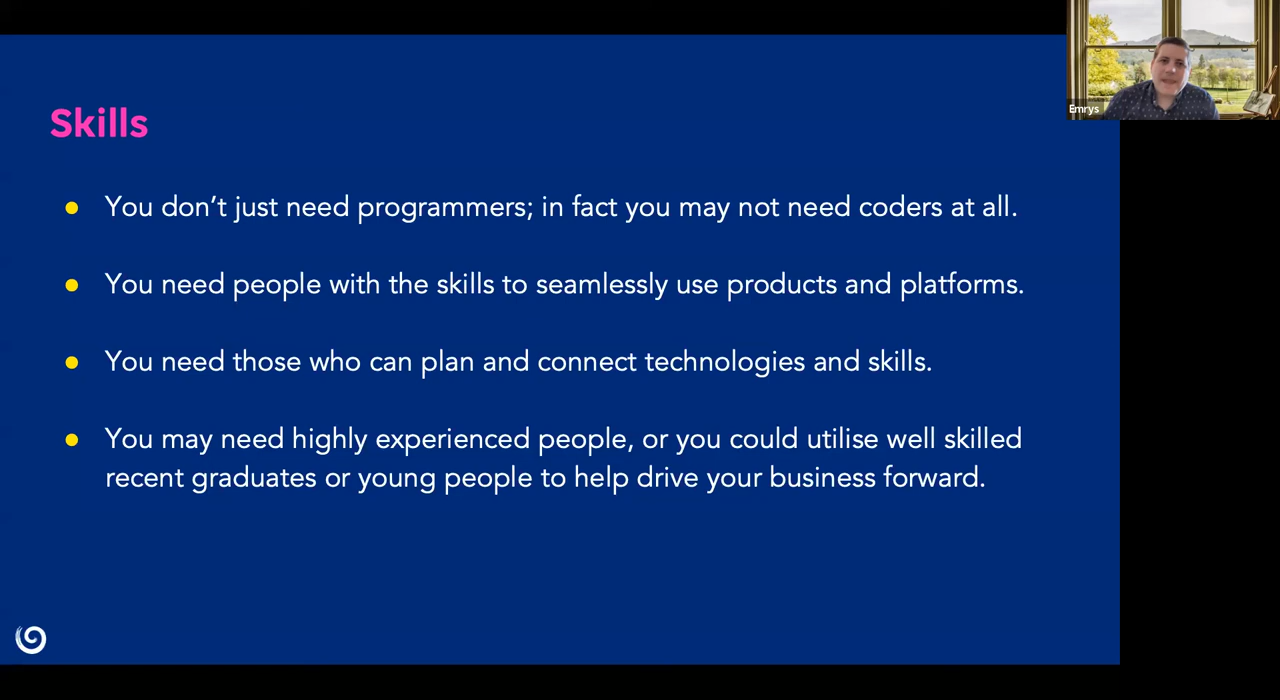 Emrys
Skills
You don't just need programmers; in fact you may not need coders at all.
You need people with the skills to seamlessly use products and platforms.
You need those who can plan and connect technologies and skills.
You may need highly experienced people, or you could utilise well skilled
recent graduates or young people to help drive your business forward.